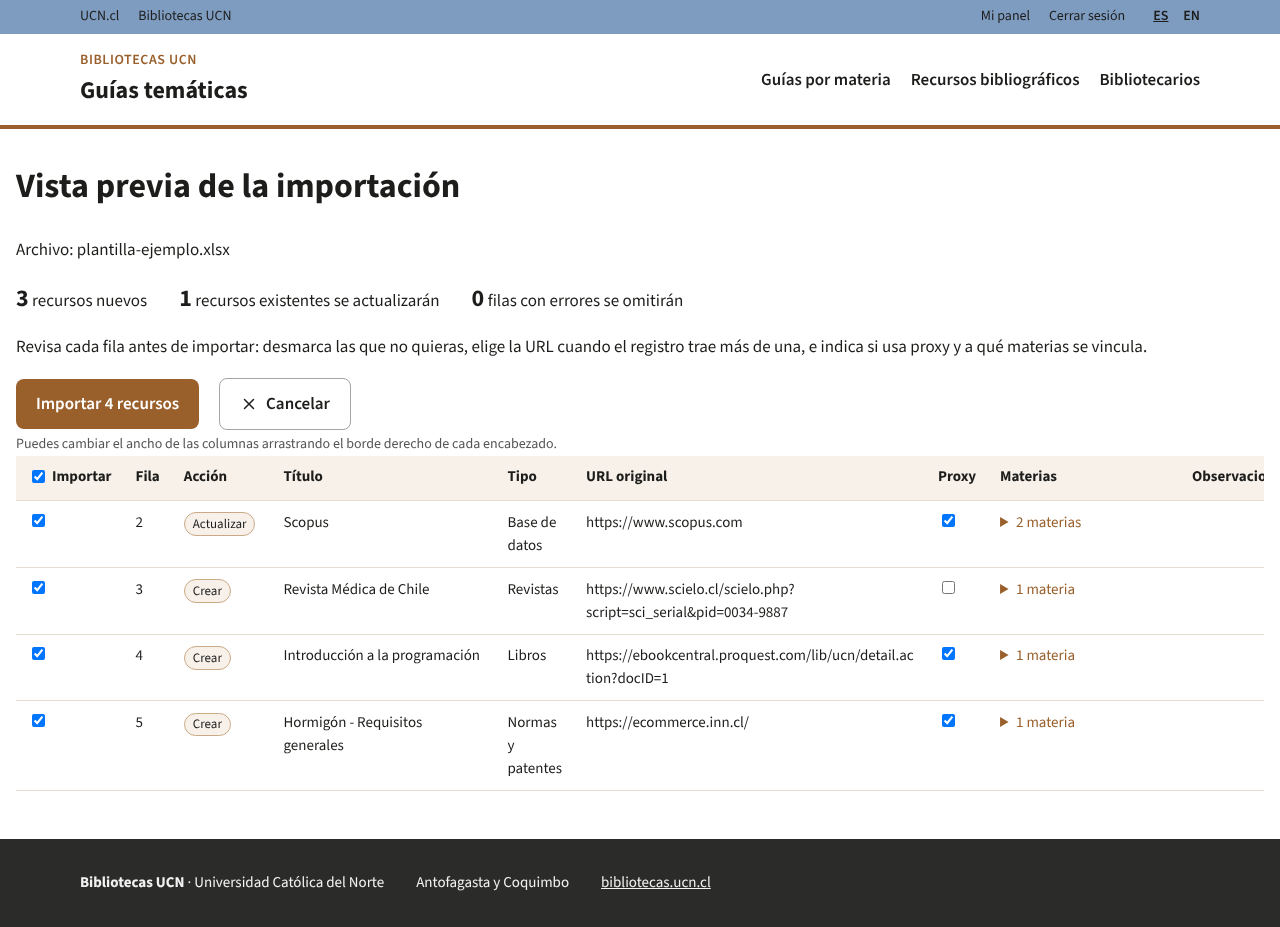 UCN.cl Bibliotecas UCN Mi panel Cerrar sesión ES EN
BIBLIOTECAS UCN
Guías temáticas
Guías por materia Recursos bibliográficos Bibliotecarios
Vista previa de la importación
Archivo: plantilla-ejemplo.xlsx
3 recursos nuevos 1 recursos existentes se actualizarán 0 filas con errores se omitirán
Revisa cada fila antes de importar: desmarca las que no quieras, elige la URL cuando el registro trae más de una, e indica si usa proxy y a qué materias se vincula.
Importar 4 recursos Cancelar
Puedes cambiar el ancho de las columnas arrastrando el borde derecho de cada encabezado.
Importar Fila Acción Título Tipo URL original Proxy Materias Observacio
2 Actualizar Scopus Base de https://www.scopus.com 2 materias
datos
3 Crear Revista Médica de Chile Revistas https://www.scielo.cl/scielo.php? 1 materia
script=sci_serial&pid=0034-9887
4 Crear Introducción a la programación Libros https://ebookcentral.proquest.com/lib/ucn/detail.ac 1 materia
tion?docID=1
5 Crear Hormigón - Requisitos Normas https://ecommerce.inn.cl/ 1 materia
generales y
patentes
Bibliotecas UCN · Universidad Católica del Norte Antofagasta y Coquimbo bibliotecas.ucn.cl